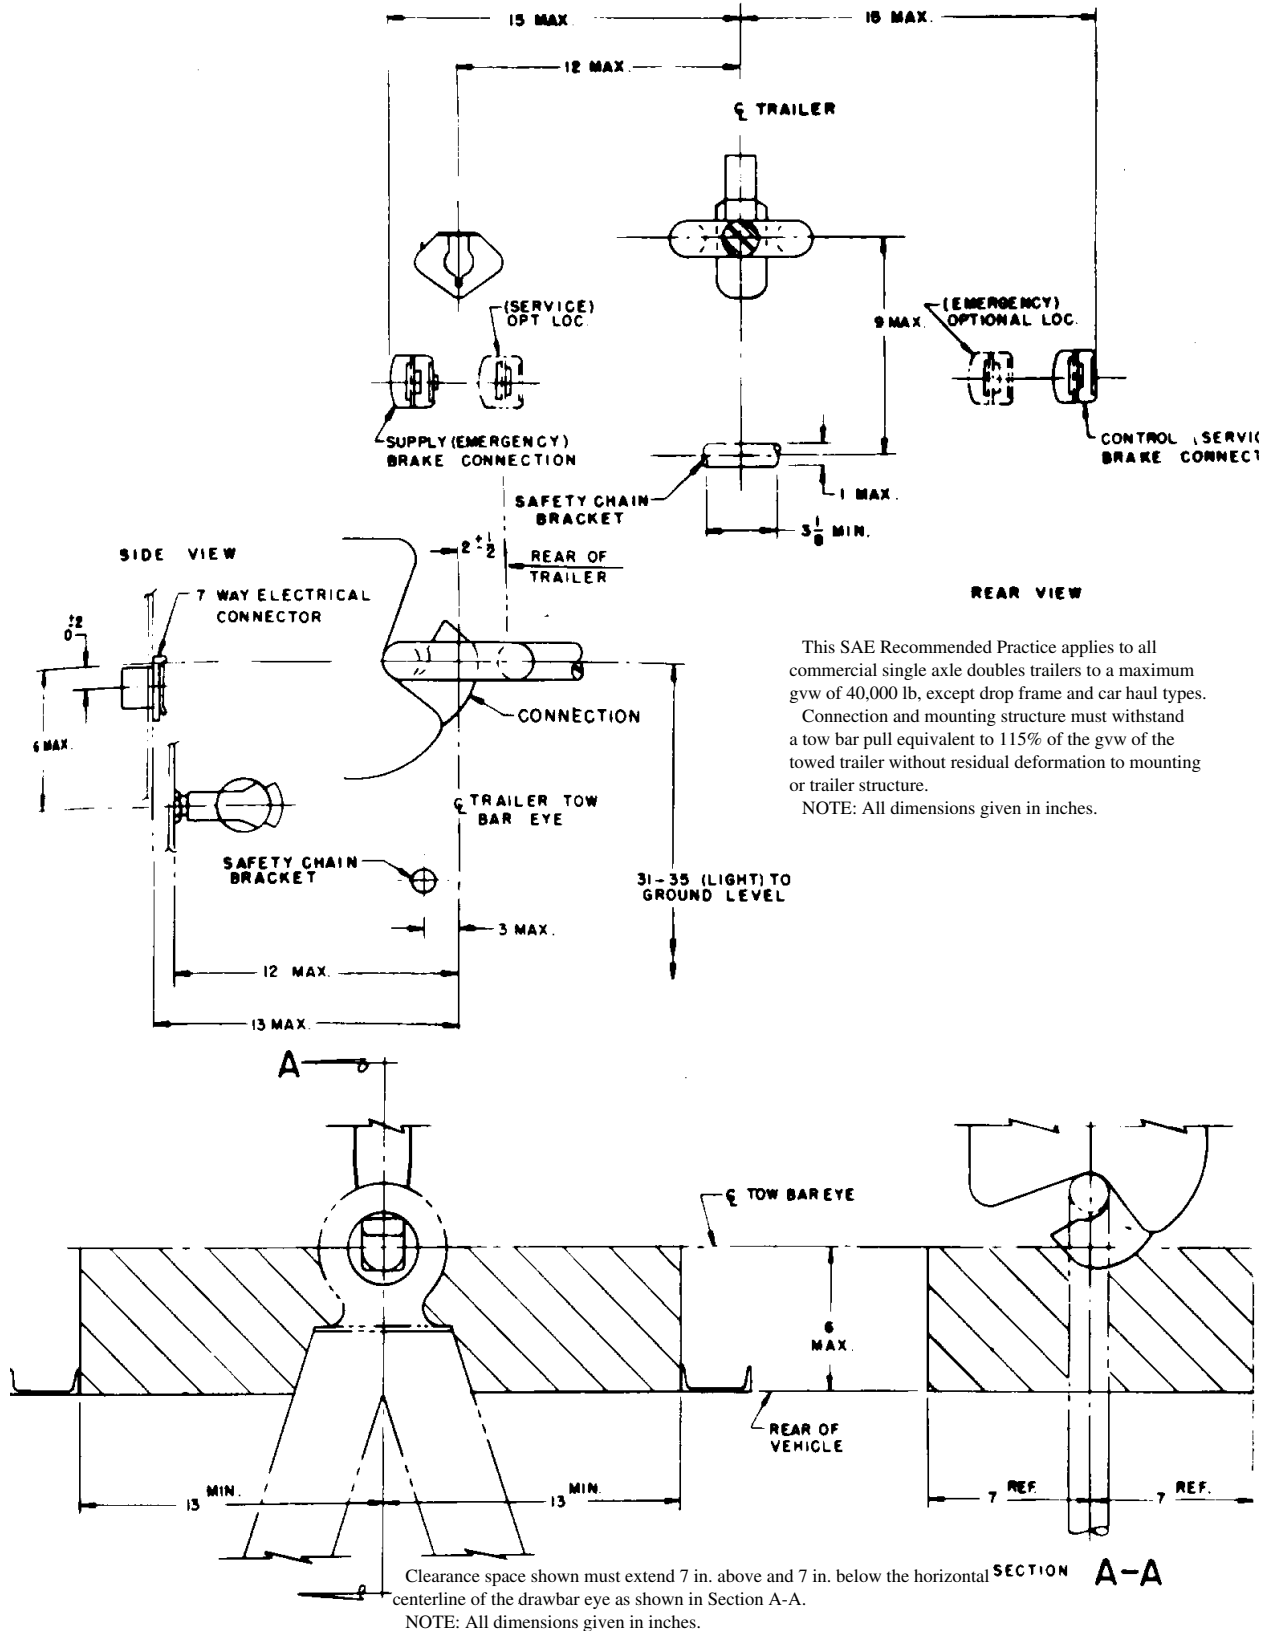 15 MAX
15 MAX.
12 MAX.
℄ TRAILER
(SERVICE)
OPT LOC.
(EMERGENCY)
OPTIONAL LOC.
9 MAX.
SUPPLY (EMERGENCY)
BRAKE CONNECTION
CONTROL (SERVIC
BRAKE CONNECT
SAFETY CHAIN
BRACKET
1 MAX.
3 1/8 MIN.
SIDE VIEW
2 ± 1/2
REAR OF
TRAILER
REAR VIEW
7 WAY ELECTRICAL
CONNECTOR
±2
0
6 MAX.
CONNECTION
This SAE Recommended Practice applies to all
commercial single axle doubles trailers to a maximum
gvw of 40,000 lb, except drop frame and car haul types.
Connection and mounting structure must withstand
a tow bar pull equivalent to 115% of the gvw of the
towed trailer without residual deformation to mounting
or trailer structure.
NOTE: All dimensions given in inches.
℄ TRAILER TOW
BAR EYE
SAFETY CHAIN
BRACKET
31-35 (LIGHT) TO
GROUND LEVEL
3 MAX.
12 MAX.
13 MAX.
A
℄ TOW BAR EYE
6
MAX.
REAR OF
VEHICLE
13 MIN.
13 MIN.
7 REF.
7 REF.
SECTION A-A
Clearance space shown must extend 7 in. above and 7 in. below the horizontal
centerline of the drawbar eye as shown in Section A-A.
NOTE: All dimensions given in inches.